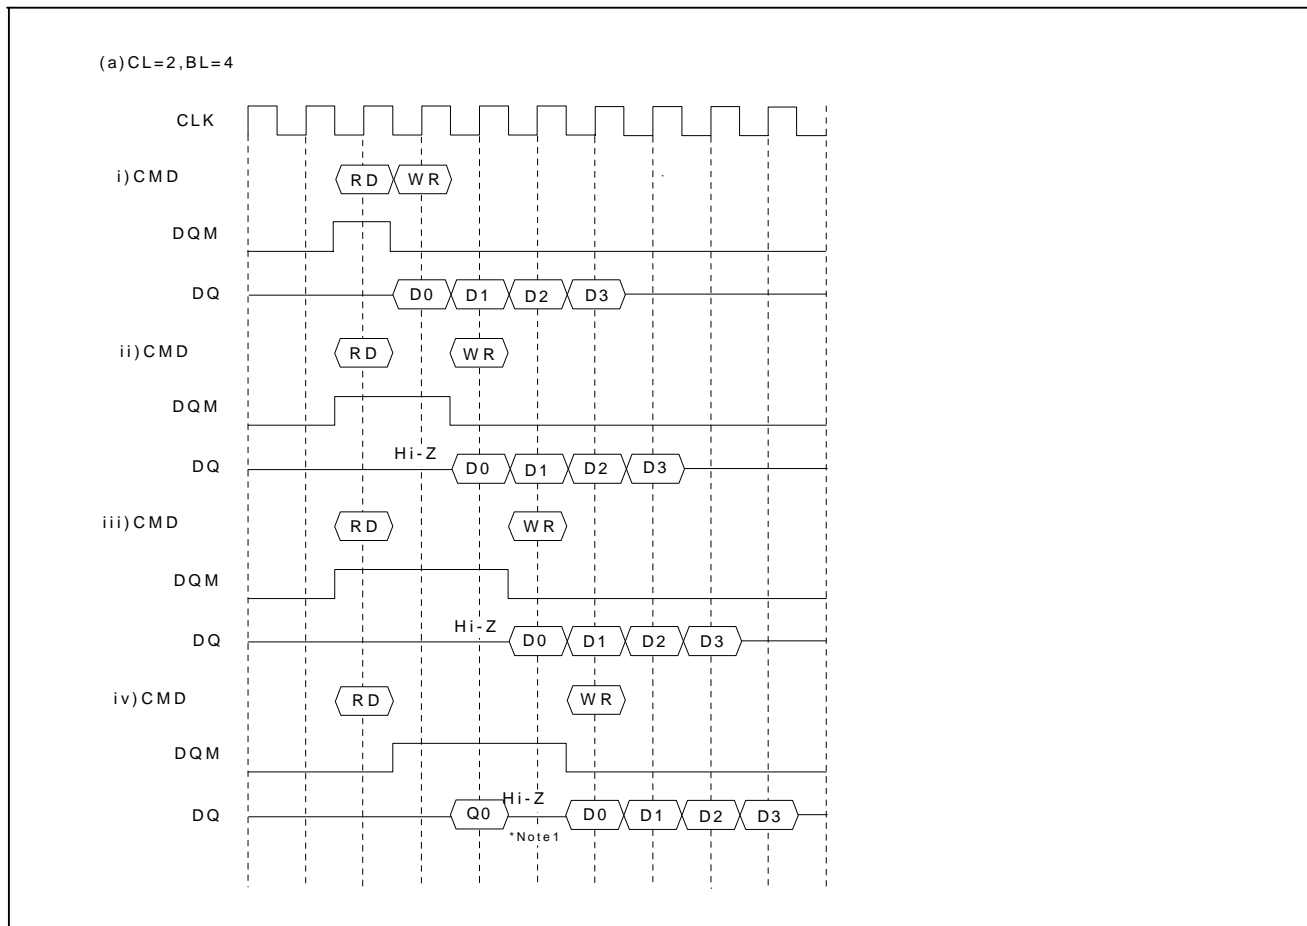 (a)CL=2,BL=4
CLK
i)CMD RD WR
DQM
DQ D0 D1 D2 D3
ii)CMD RD WR
DQM
Hi-Z
DQ D0 D1 D2 D3
iii)CMD RD WR
DQM
Hi-Z
DQ D0 D1 D2 D3
iv)CMD RD WR
DQM
Hi-Z
DQ Q0 D0 D1 D2 D3
*Note1